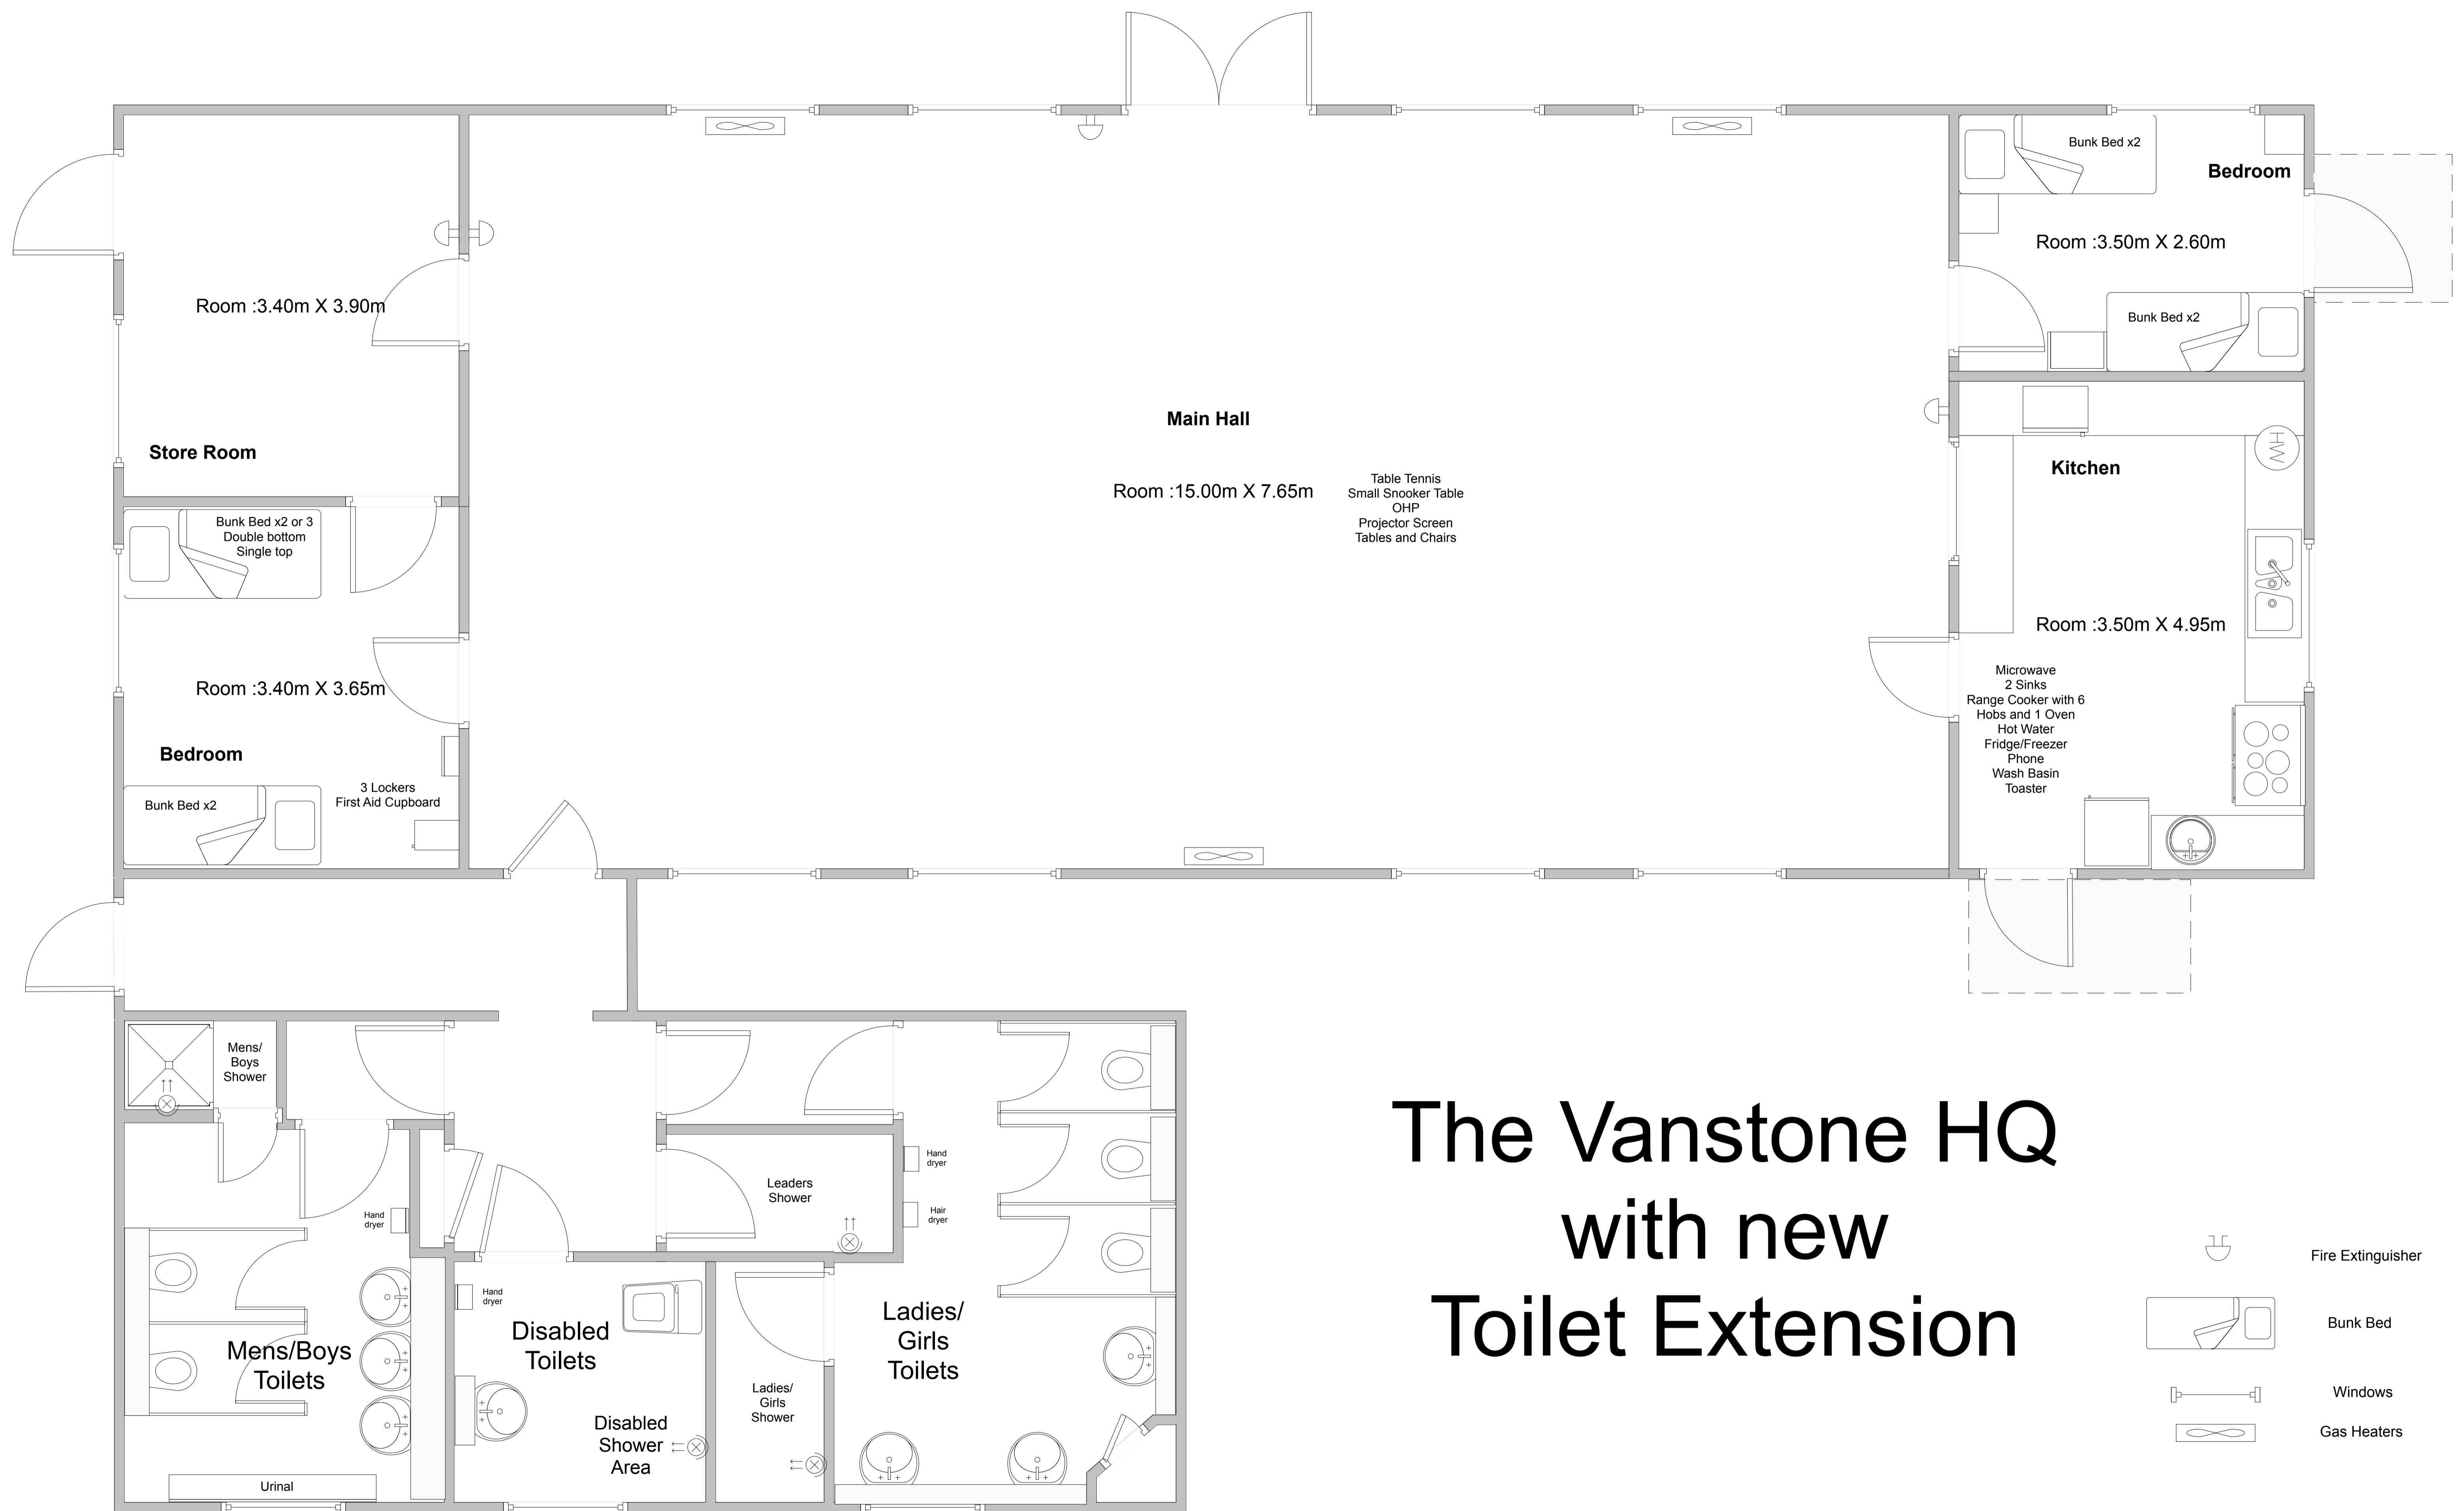 Bunk Bed x2
Bedroom
Room :3.50m X 2.60m
Bunk Bed x2
Room :3.40m X 3.90m
Store Room
Main Hall
Room :15.00m X 7.65m
Table Tennis
Small Snooker Table
OHP
Projector Screen
Tables and Chairs
Kitchen
HW
Room :3.50m X 4.95m
Microwave
2 Sinks
Range Cooker with 6
Hobs and 1 Oven
Hot Water
Fridge/Freezer
Phone
Wash Basin
Toaster
Bunk Bed x2 or 3
Double bottom
Single top
Room :3.40m X 3.65m
Bedroom
Bunk Bed x2
3 Lockers
First Aid Cupboard
Mens/
Boys
Shower
Hand
dryer
Leaders
Shower
Hand
dryer
Hair
dryer
Mens/Boys
Toilets
Urinal
Hand
dryer
Disabled
Toilets
Disabled
Shower
Area
Ladies/
Girls
Shower
Ladies/
Girls
Toilets
The Vanstone HQ
with new
Toilet Extension
Fire Extinguisher
Bunk Bed
Windows
Gas Heaters